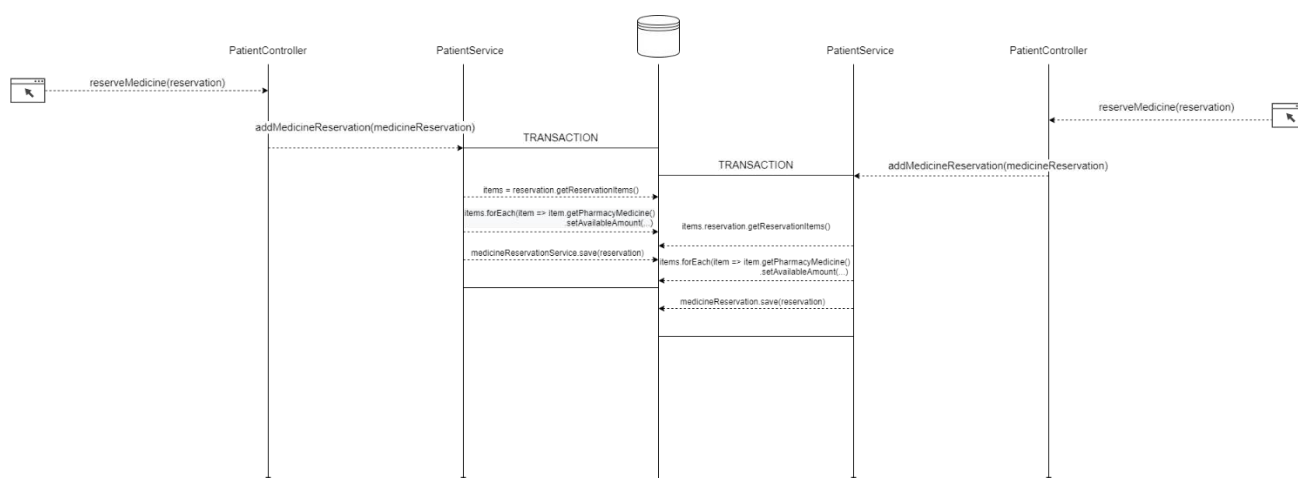 PatientController
PatientService
PatientService
PatientController
reserveMedicine(reservation)
reserveMedicine(reservation)
addMedicineReservation(medicineReservation)
TRANSACTION
TRANSACTION
addMedicineReservation(medicineReservation)
items = reservation.getReservationItems()
items.forEach(item => item.getPharmacyMedicine()
.setAvailableAmount(...)
items.reservation.getReservationItems()
medicineReservationService.save(reservation)
items.forEach(item => item.getPharmacyMedicine()
.setAvailableAmount(...)
medicineReservation.save(reservation)